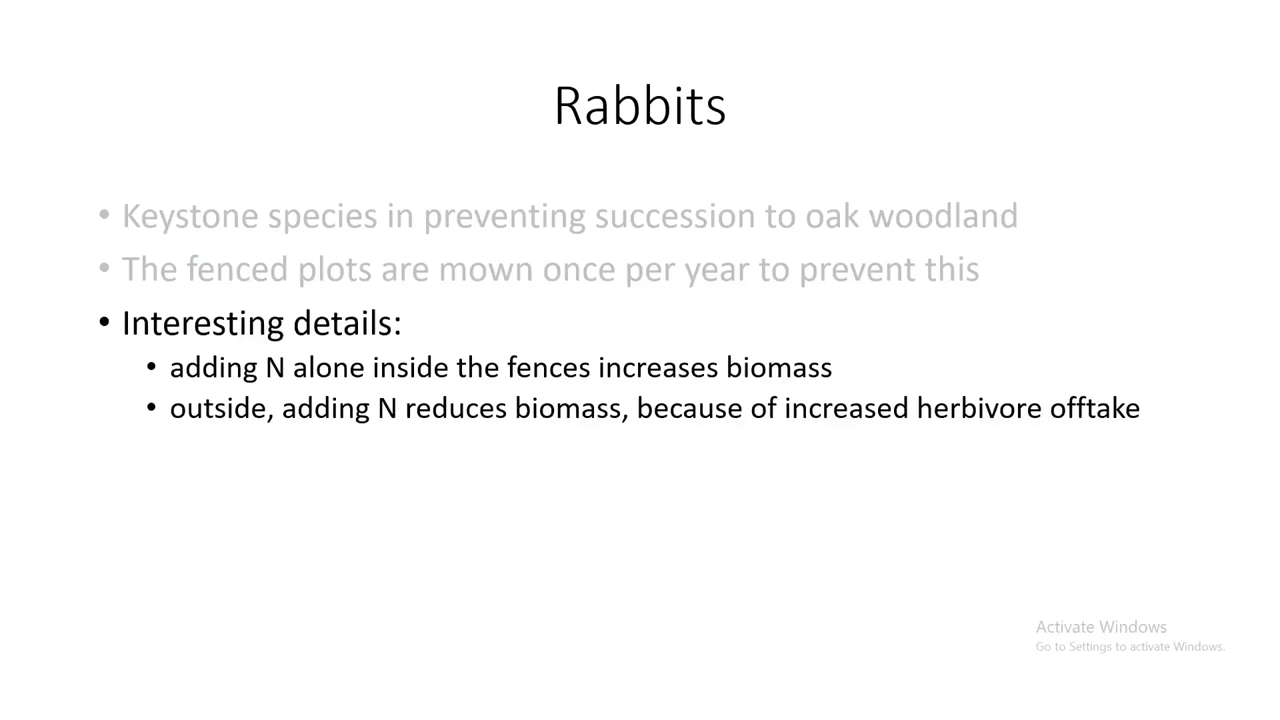 Rabbits
• Keystone species in preventing succession to oak woodland
• The fenced plots are mown once per year to prevent this
• Interesting details:
• adding N alone inside the fences increases biomass
• outside, adding N reduces biomass, because of increased herbivore offtake
Activate Windows
Go to Settings to activate Windows.